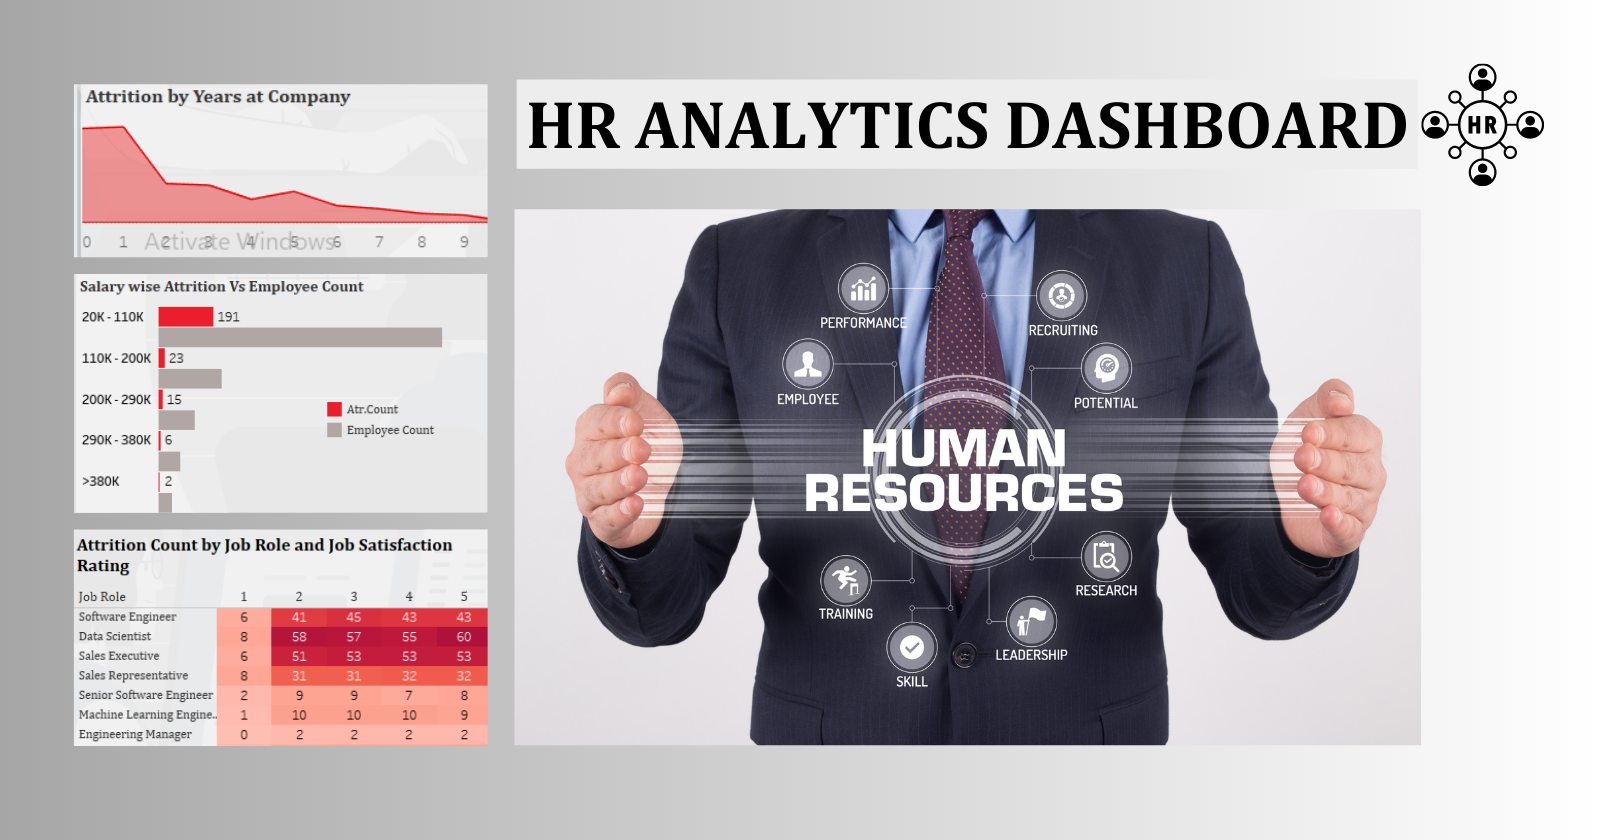 Attrition by Years at Company
0 1 2 3 4 5 6 7 8 9
Activate Windows
Salary wise Attrition Vs Employee Count
20K - 110K 191
110K - 200K 23
200K - 290K 15
290K - 380K 6
>380K 2
Atr.Count
Employee Count
Attrition Count by Job Role and Job Satisfaction
Rating
Job Role 1 2 3 4 5
Software Engineer 6 41 45 43 43
Data Scientist 8 58 57 55 60
Sales Executive 6 51 53 53 53
Sales Representative 8 31 31 32 32
Senior Software Engineer 2 9 9 7 8
Machine Learning Engine.. 1 10 10 10 9
Engineering Manager 0 2 2 2 2
HR ANALYTICS DASHBOARD
HR
PERFORMANCE
RECRUITING
EMPLOYEE
POTENTIAL
HUMAN
RESOURCES
TRAINING
RESEARCH
SKILL
LEADERSHIP